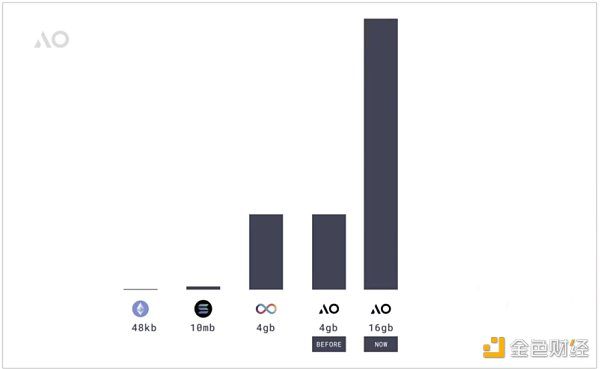 AO
48kb
10mb
4gb
AO
4gb
BEFORE
AO
16gb
NOW
金色财经